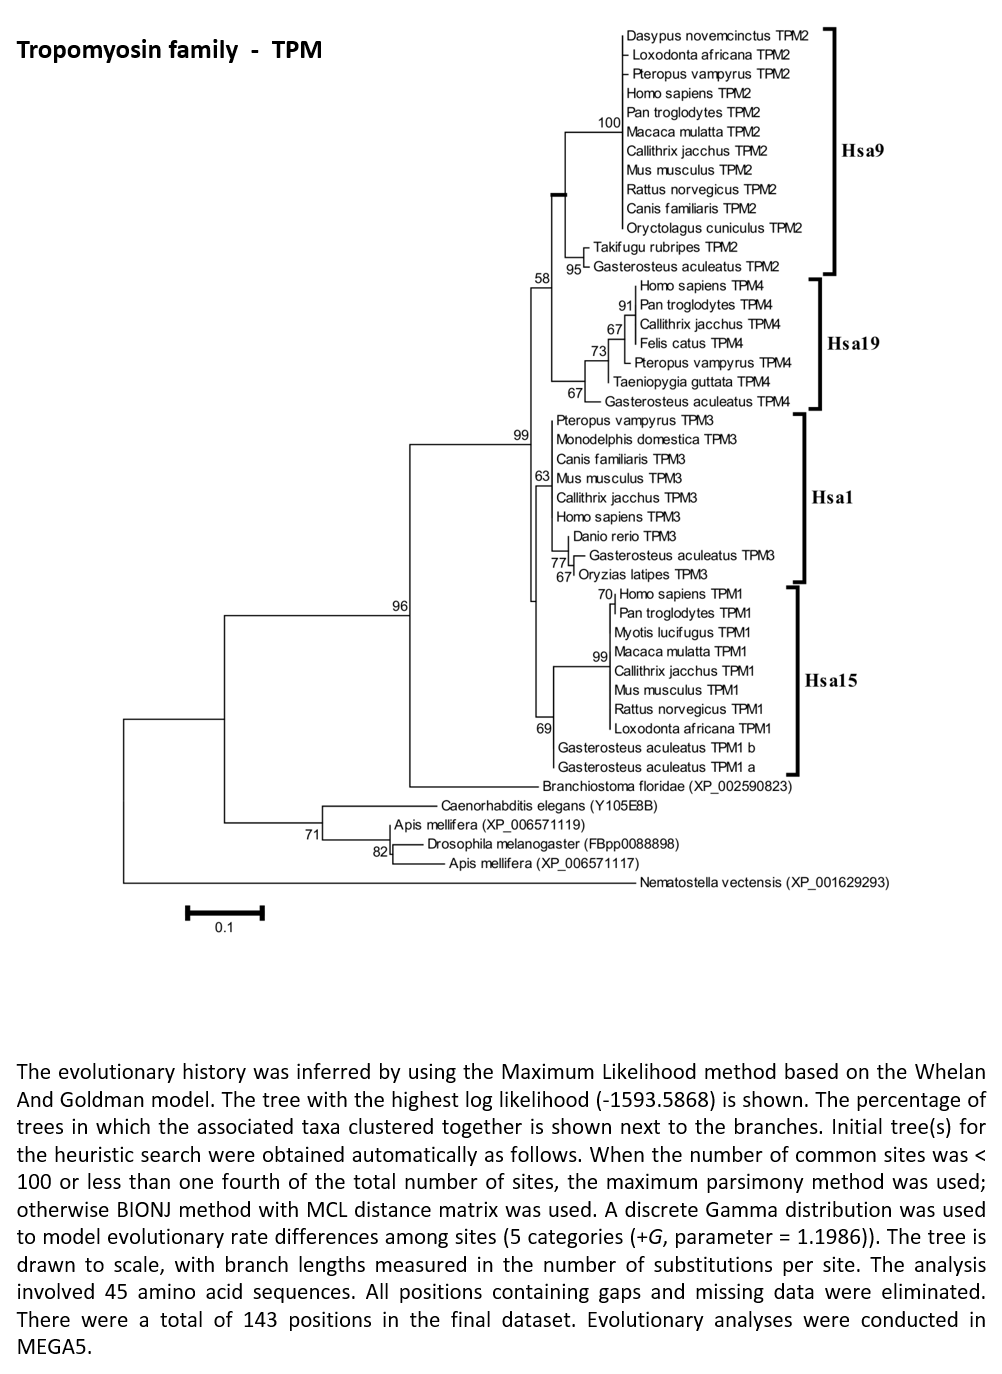 Tropomyosin family - TPM
Dasypus novemcinctus TPM2
Loxodonta africana TPM2
Pteropus vampyrus TPM2
Homo sapiens TPM2
Pan troglodytes TPM2
100
Macaca mulatta TPM2
Callithrix jacchus TPM2
Hsa9
Mus musculus TPM2
Rattus norvegicus TPM2
Canis familiaris TPM2
Oryctolagus cuniculus TPM2
Takifugu rubripes TPM2
95
Gasterosteus aculeatus TPM2
58
Homo sapiens TPM4
91
Pan troglodytes TPM4
67
Callithrix jacchus TPM4
Felis catus TPM4
Hsa19
73
Pteropus vampyrus TPM4
Taeniopygia guttata TPM4
67
Gasterosteus aculeatus TPM4
Pteropus vampyrus TPM3
99
Monodelphis domestica TPM3
Canis familiaris TPM3
63
Mus musculus TPM3
Callithrix jacchus TPM3
Hsa1
Homo sapiens TPM3
Danio rerio TPM3
Gasterosteus aculeatus TPM3
77
67
Oryzias latipes TPM3
70
Homo sapiens TPM1
96
Pan troglodytes TPM1
Myotis lucifugus TPM1
99
Macaca mulatta TPM1
Callithrix jacchus TPM1
Hsa15
Mus musculus TPM1
Rattus norvegicus TPM1
69
Loxodonta africana TPM1
Gasterosteus aculeatus TPM1 b
Gasterosteus aculeatus TPM1 a
Branchiostoma floridae (XP_002590823)
Caenorhabditis elegans (Y105E8B)
71
Apis mellifera (XP_006571119)
82
Drosophila melanogaster (FBpp0088898)
Apis mellifera (XP_006571117)
Nematostella vectensis (XP_001629293)
0.1
The evolutionary history was inferred by using the Maximum Likelihood method based on the Whelan
And Goldman model. The tree with the highest log likelihood (-1593.5868) is shown. The percentage of
trees in which the associated taxa clustered together is shown next to the branches. Initial tree(s) for
the heuristic search were obtained automatically as follows. When the number of common sites was <
100 or less than one fourth of the total number of sites, the maximum parsimony method was used;
otherwise BIONJ method with MCL distance matrix was used. A discrete Gamma distribution was used
to model evolutionary rate differences among sites (5 categories (+G, parameter = 1.1986)). The tree is
drawn to scale, with branch lengths measured in the number of substitutions per site. The analysis
involved 45 amino acid sequences. All positions containing gaps and missing data were eliminated.
There were a total of 143 positions in the final dataset. Evolutionary analyses were conducted in
MEGA5.